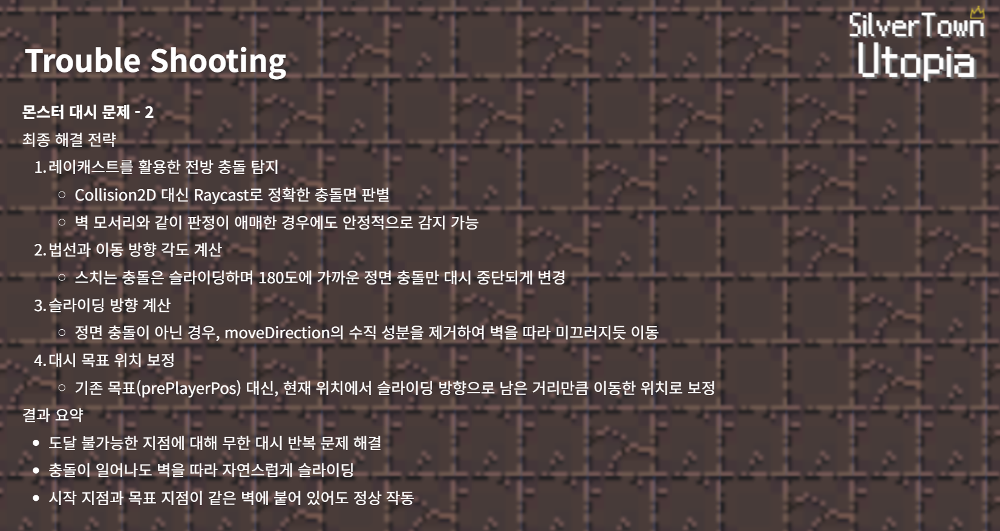 SilverTown
Utopia
Trouble Shooting
몬스터 대시 문제 - 2
최종 해결 전략
1.레이캐스트를 활용한 전방 충돌 탐지
○ Collision2D 대신 Raycast로 정확한 충돌면 판별
○ 벽 모서리와 같이 판정이 애매한 경우에도 안정적으로 감지 가능
2.법선과 이동 방향 각도 계산
○ 스치는 충돌은 슬라이딩하며 180도에 가까운 정면 충돌만 대시 중단되게 변경
3.슬라이딩 방향 계산
○ 정면 충돌이 아닌 경우, moveDirection의 수직 성분을 제거하여 벽을 따라 미끄러지듯 이동
4.대시 목표 위치 보정
○ 기존 목표(prePlayerPos) 대신, 현재 위치에서 슬라이딩 방향으로 남은 거리만큼 이동한 위치로 보정
결과 요약
• 도달 불가능한 지점에 대해 무한 대시 반복 문제 해결
• 충돌이 일어나도 벽을 따라 자연스럽게 슬라이딩
• 시작 지점과 목표 지점이 같은 벽에 붙어 있어도 정상 작동